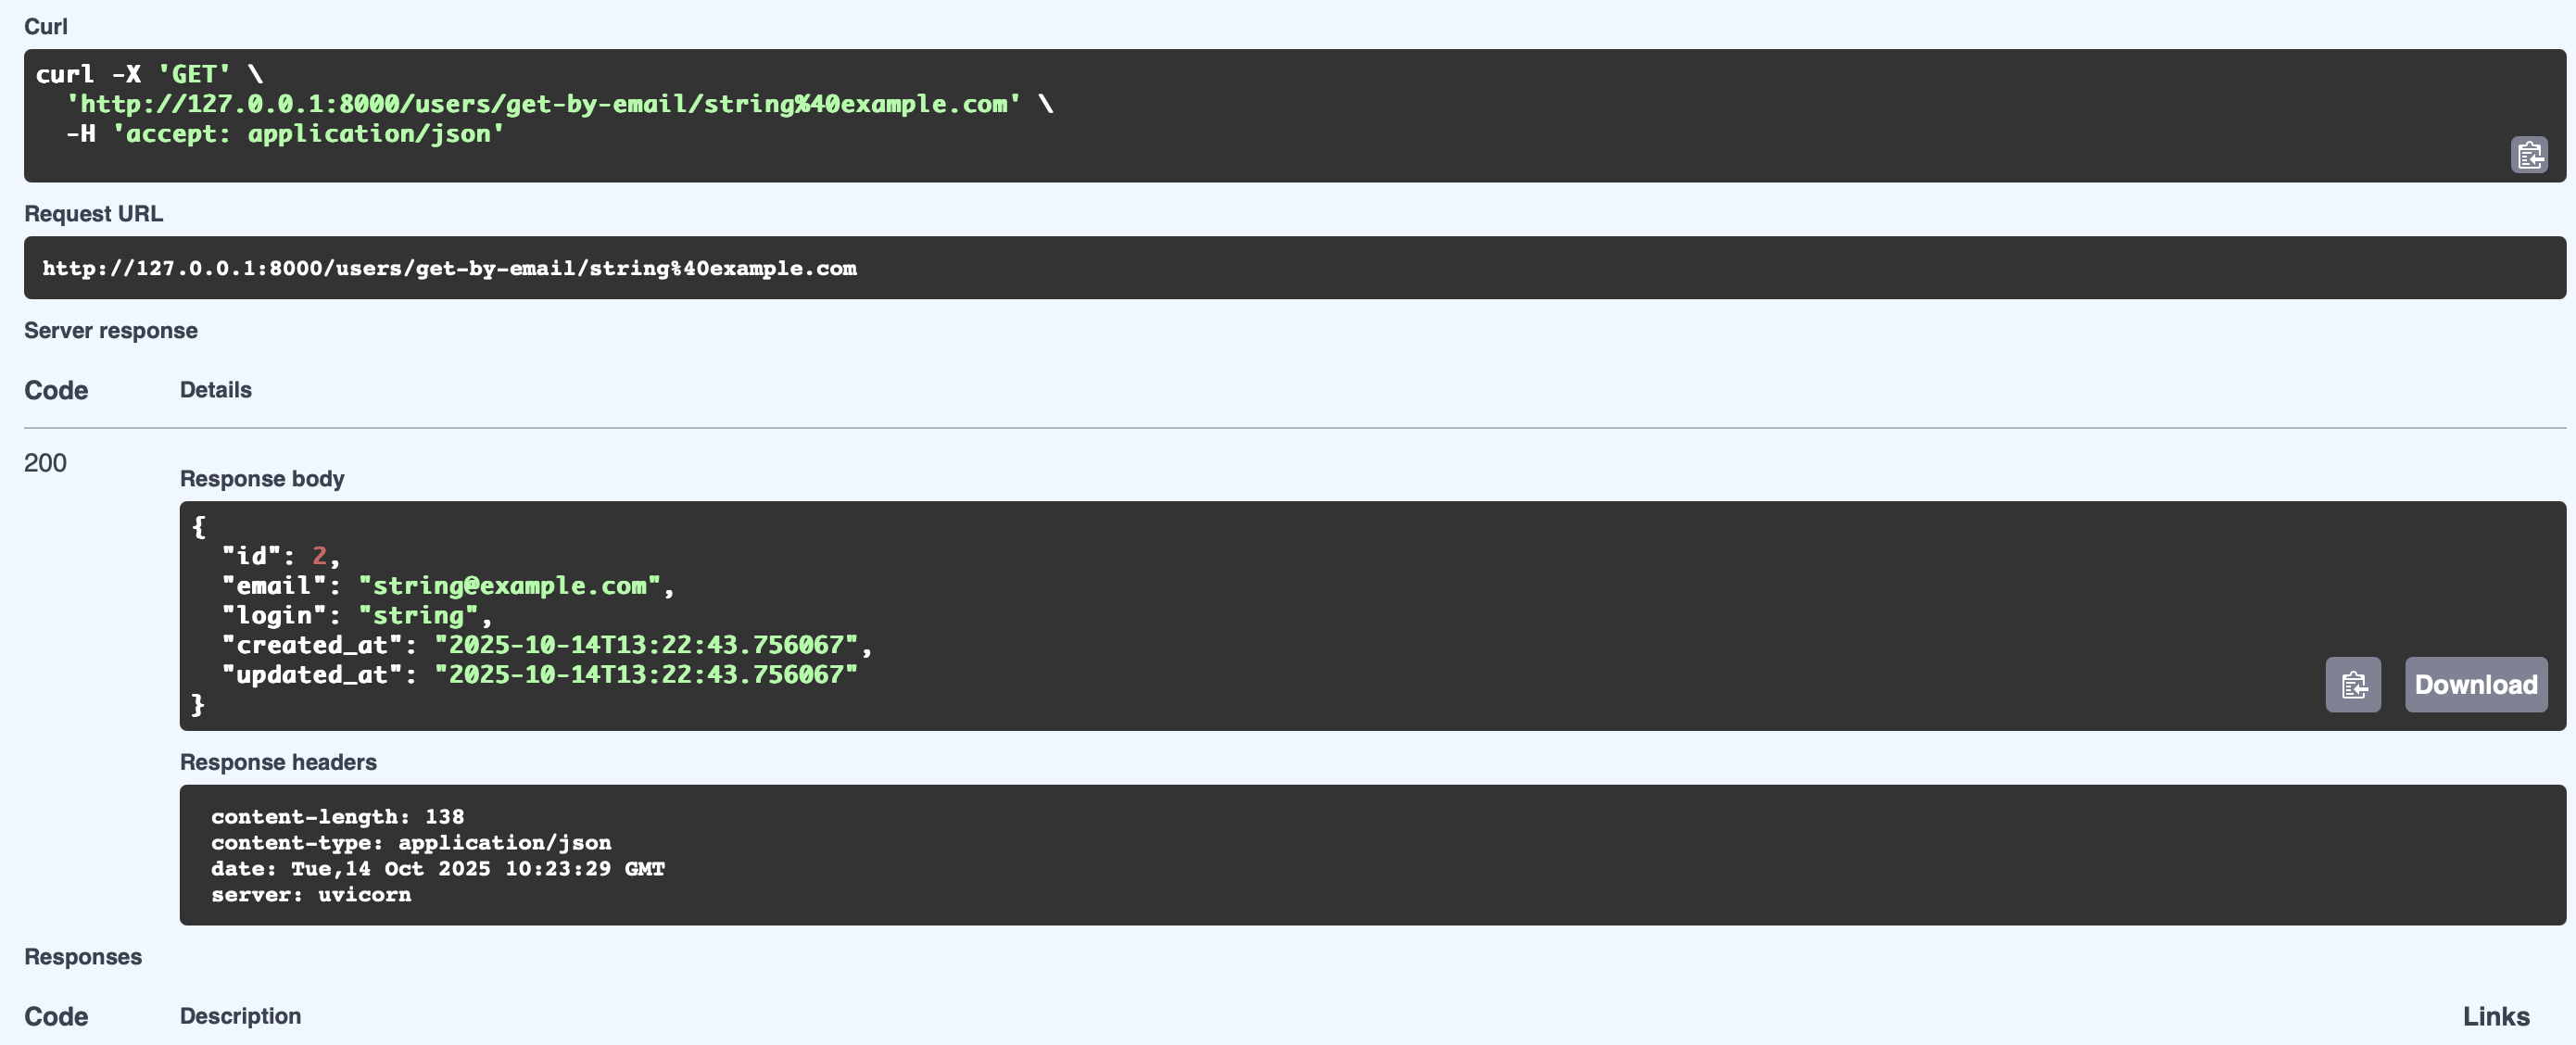 Curl
curl -X 'GET' \
  'http://127.0.0.1:8000/users/get-by-email/string%40example.com' \
  -H 'accept: application/json'
Request URL
http://127.0.0.1:8000/users/get-by-email/string%40example.com
Server response
Code Details
200
Response body
{
  "id": 2,
  "email": "string@example.com",
  "login": "string",
  "created_at": "2025-10-14T13:22:43.756067",
  "updated_at": "2025-10-14T13:22:43.756067"
}
Download
Response headers
content-length: 138
content-type: application/json
date: Tue,14 Oct 2025 10:23:29 GMT
server: uvicorn
Responses
Code Description Links